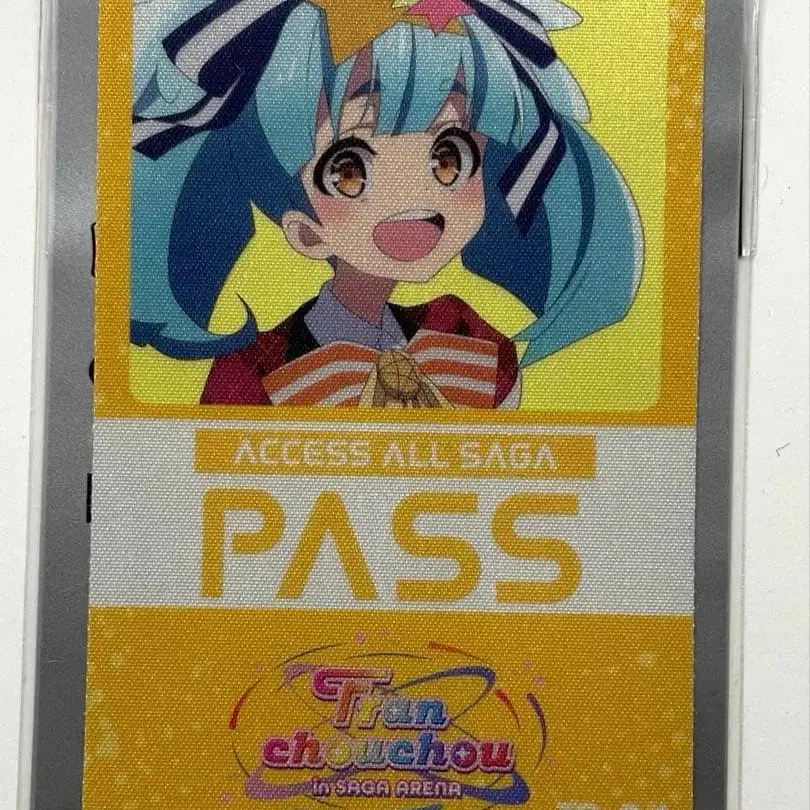 ACCESS ALL SAGA
PASS
Tran
chouchou
in SAGA ARENA